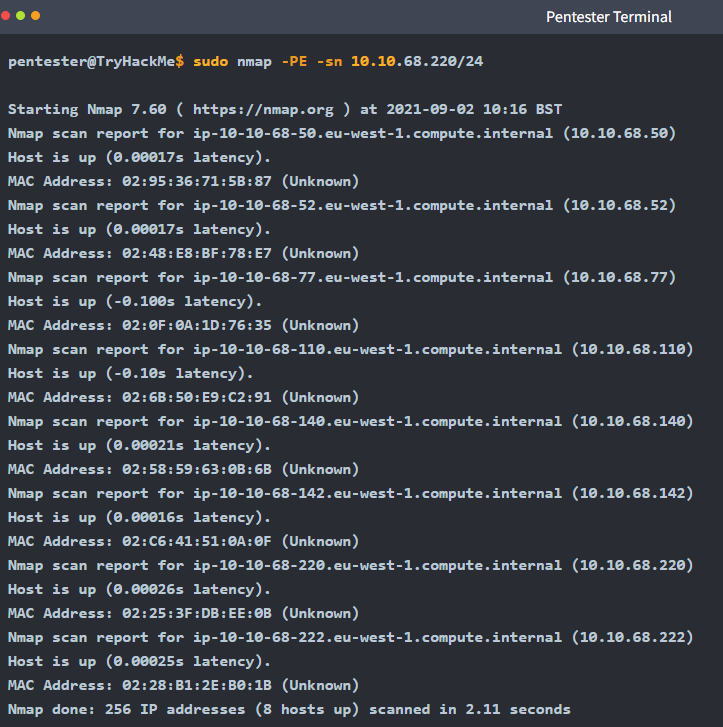 Pentester Terminal
pentester@TryHackMe$ sudo nmap -PE -sn 10.10.68.220/24
Starting Nmap 7.60 ( https://nmap.org ) at 2021-09-02 10:16 BST
Nmap scan report for ip-10-10-68-50.eu-west-1.compute.internal (10.10.68.50)
Host is up (0.00017s latency).
MAC Address: 02:95:36:71:5B:87 (Unknown)
Nmap scan report for ip-10-10-68-52.eu-west-1.compute.internal (10.10.68.52)
Host is up (0.00017s latency).
MAC Address: 02:48:E8:BF:78:E7 (Unknown)
Nmap scan report for ip-10-10-68-77.eu-west-1.compute.internal (10.10.68.77)
Host is up (-0.100s latency).
MAC Address: 02:0F:0A:1D:76:35 (Unknown)
Nmap scan report for ip-10-10-68-110.eu-west-1.compute.internal (10.10.68.110)
Host is up (-0.10s latency).
MAC Address: 02:6B:50:E9:C2:91 (Unknown)
Nmap scan report for ip-10-10-68-140.eu-west-1.compute.internal (10.10.68.140)
Host is up (0.00021s latency).
MAC Address: 02:58:59:63:0B:6B (Unknown)
Nmap scan report for ip-10-10-68-142.eu-west-1.compute.internal (10.10.68.142)
Host is up (0.00016s latency).
MAC Address: 02:C6:41:51:0A:0F (Unknown)
Nmap scan report for ip-10-10-68-220.eu-west-1.compute.internal (10.10.68.220)
Host is up (0.00026s latency).
MAC Address: 02:25:3F:DB:EE:0B (Unknown)
Nmap scan report for ip-10-10-68-222.eu-west-1.compute.internal (10.10.68.222)
Host is up (0.00025s latency).
MAC Address: 02:28:B1:2E:B0:1B (Unknown)
Nmap done: 256 IP addresses (8 hosts up) scanned in 2.11 seconds